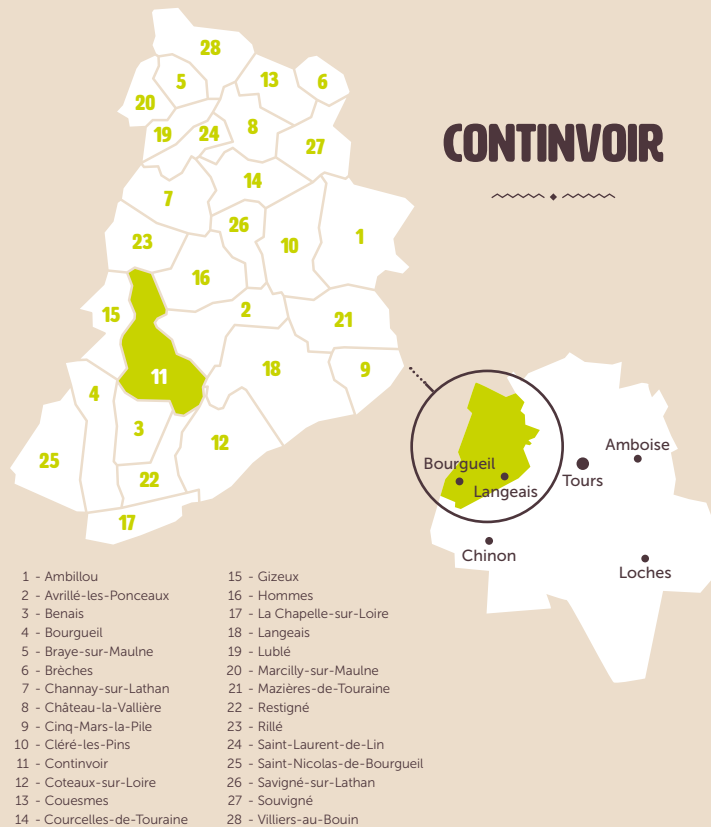 CONTINVOIR
28
5
13
6
20
19
24
8
27
14
7
26
10
1
23
16
15
2
21
11
18
9
4
3
12
25
22
17
Amboise
Bourgueil
Tours
Langeais
Chinon
Loches
1 - Ambillou
2 - Avrillé-les-Ponceaux
3 - Benais
4 - Bourgueil
5 - Braye-sur-Maulne
6 - Brèches
7 - Channay-sur-Lathan
8 - Château-la-Vallière
9 - Cinq-Mars-la-Pile
10 - Cléré-les-Pins
11 - Continvoir
12 - Coteaux-sur-Loire
13 - Couesmes
14 - Courcelles-de-Touraine
15 - Gizeux
16 - Hommes
17 - La Chapelle-sur-Loire
18 - Langeais
19 - Lublé
20 - Marcilly-sur-Maulne
21 - Mazières-de-Touraine
22 - Restigné
23 - Rillé
24 - Saint-Laurent-de-Lin
25 - Saint-Nicolas-de-Bourgueil
26 - Savigné-sur-Lathan
27 - Souvigné
28 - Villiers-au-Bouin